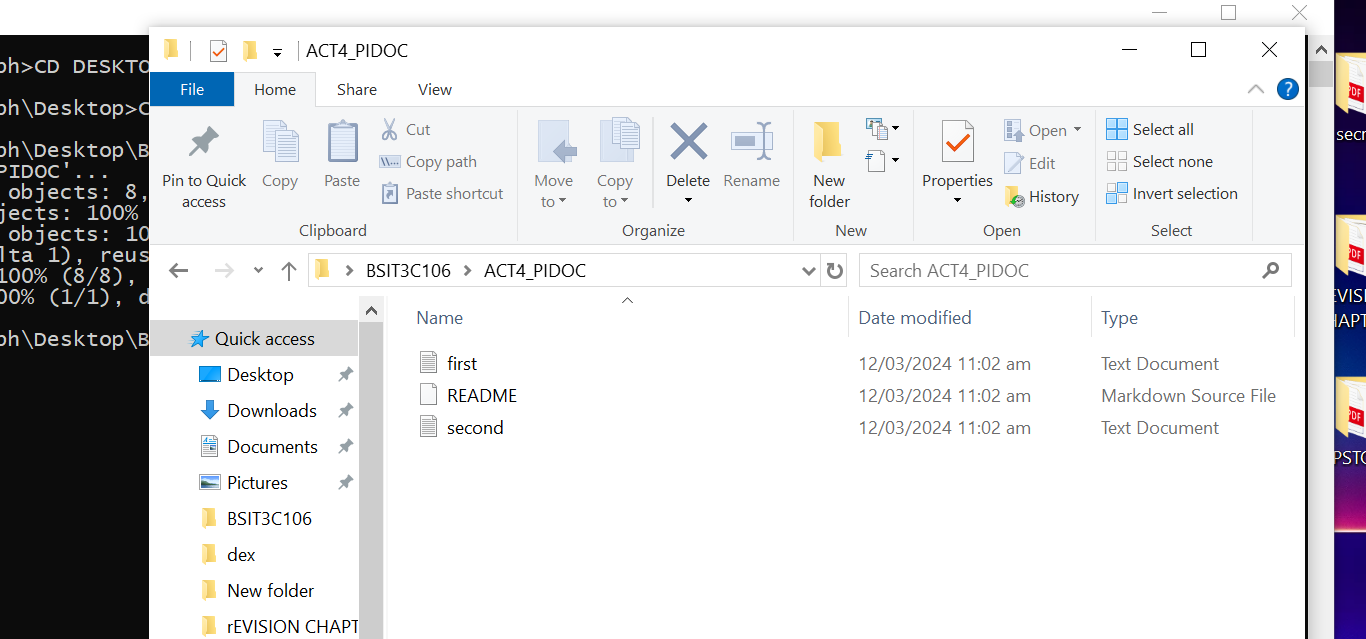 ACT4_PIDOC
File Home Share View
Pin to Quick access
Copy
Paste
Cut
Copy path
Paste shortcut
Clipboard
Move to
Copy to
Delete
Rename
Organize
New folder
New
Properties
Open
Edit
History
Open
Select all
Select none
Invert selection
Select
BSIT3C106 > ACT4_PIDOC
Search ACT4_PIDOC
Name Date modified Type
first 12/03/2024 11:02 am Text Document
README 12/03/2024 11:02 am Markdown Source File
second 12/03/2024 11:02 am Text Document
Quick access
Desktop
Downloads
Documents
Pictures
BSIT3C106
dex
New folder
rEVISION CHAPT
ph>CD DESKTO
ph\Desktop>C
ph\Desktop\B
PIDOC'...
objects: 8,
jects: 100%
objects: 10
lta 1), reus
100% (8/8),
00% (1/1), d
ph\Desktop\B
PDF
secr
PDF
EVIS
HAPT
PDF
PSTO